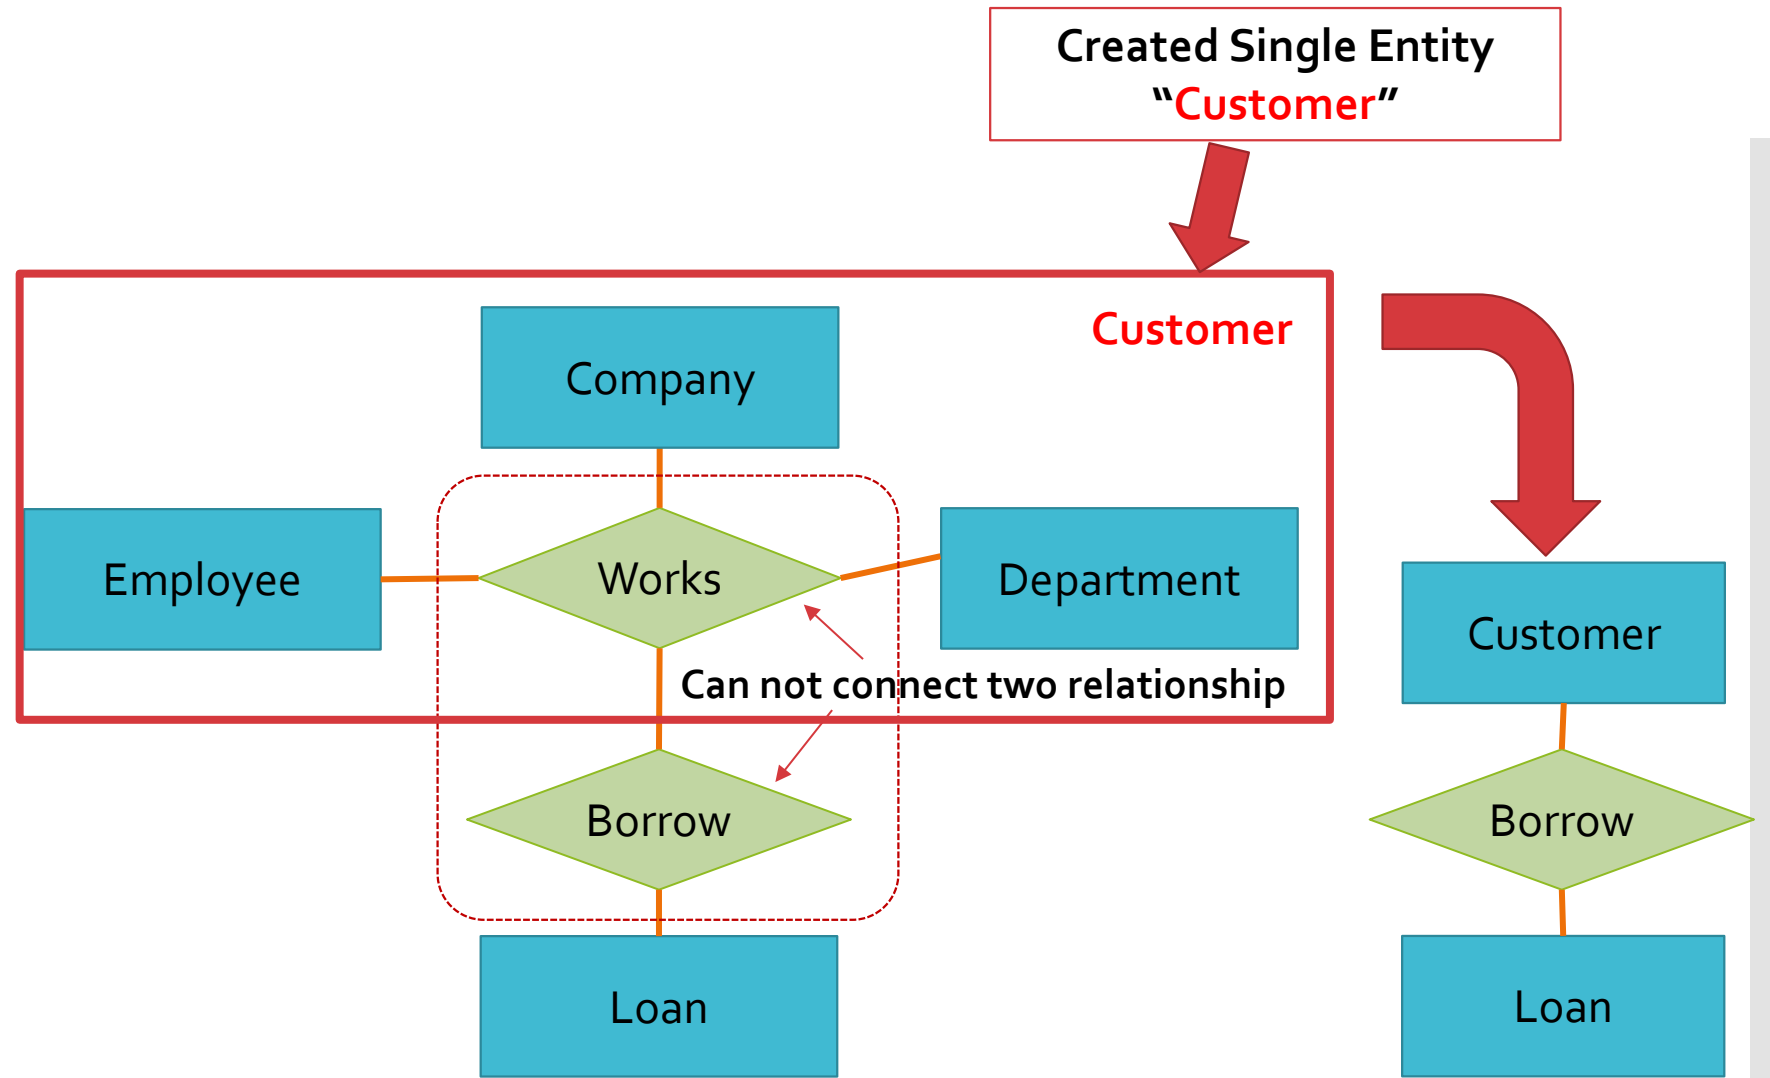 Created Single Entity
“Customer”
Customer
Company
Employee
Works
Department
Can not connect two relationship
Customer
Borrow
Borrow
Loan
Loan